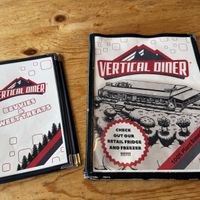 VERTICAL DINER
BEVVIES
&
SWEET TREATS
VERTICAL DINER
CHECK
OUT OUR
RETAIL FRIDGE
AND FREEZER
!!!!!